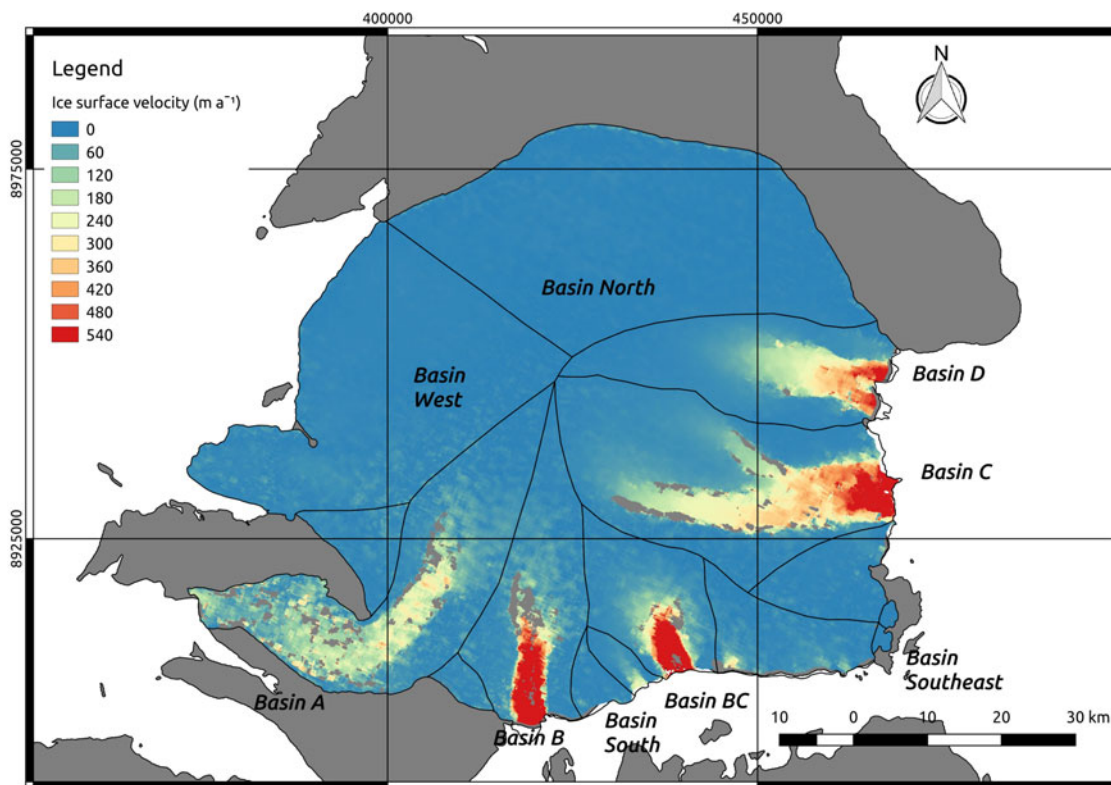 400000
450000
Legend
Ice surface velocity (m a⁻¹)
0
60
120
180
240
300
360
420
480
540
N
8975000
8925000
Basin North
Basin
West
Basin D
Basin C
Basin A
Basin B
Basin
South
Basin BC
Basin
Southeast
10 0 10 20 30 km